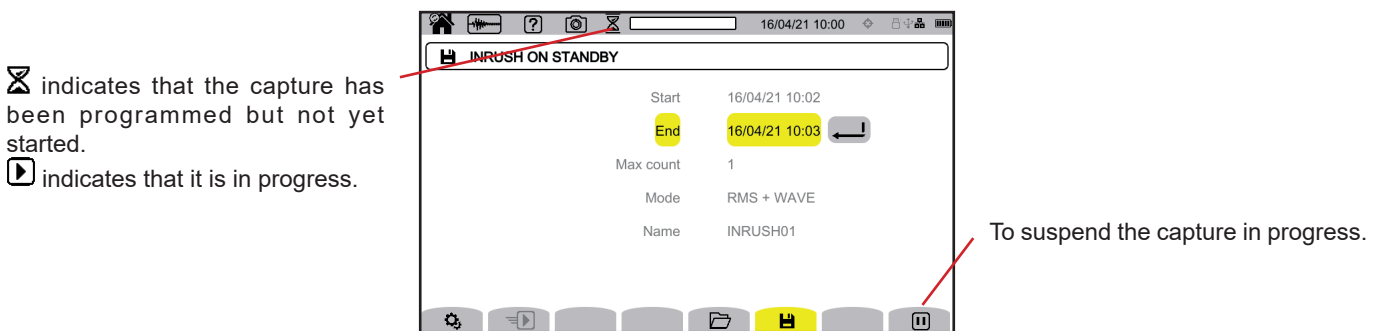 16/04/21 10:00
INRUSH ON STANDBY
indicates that the capture has
been programmed but not yet
started.
indicates that it is in progress.
Start 16/04/21 10:02
End 16/04/21 10:03
Max count 1
Mode RMS + WAVE
Name INRUSH01
To suspend the capture in progress.